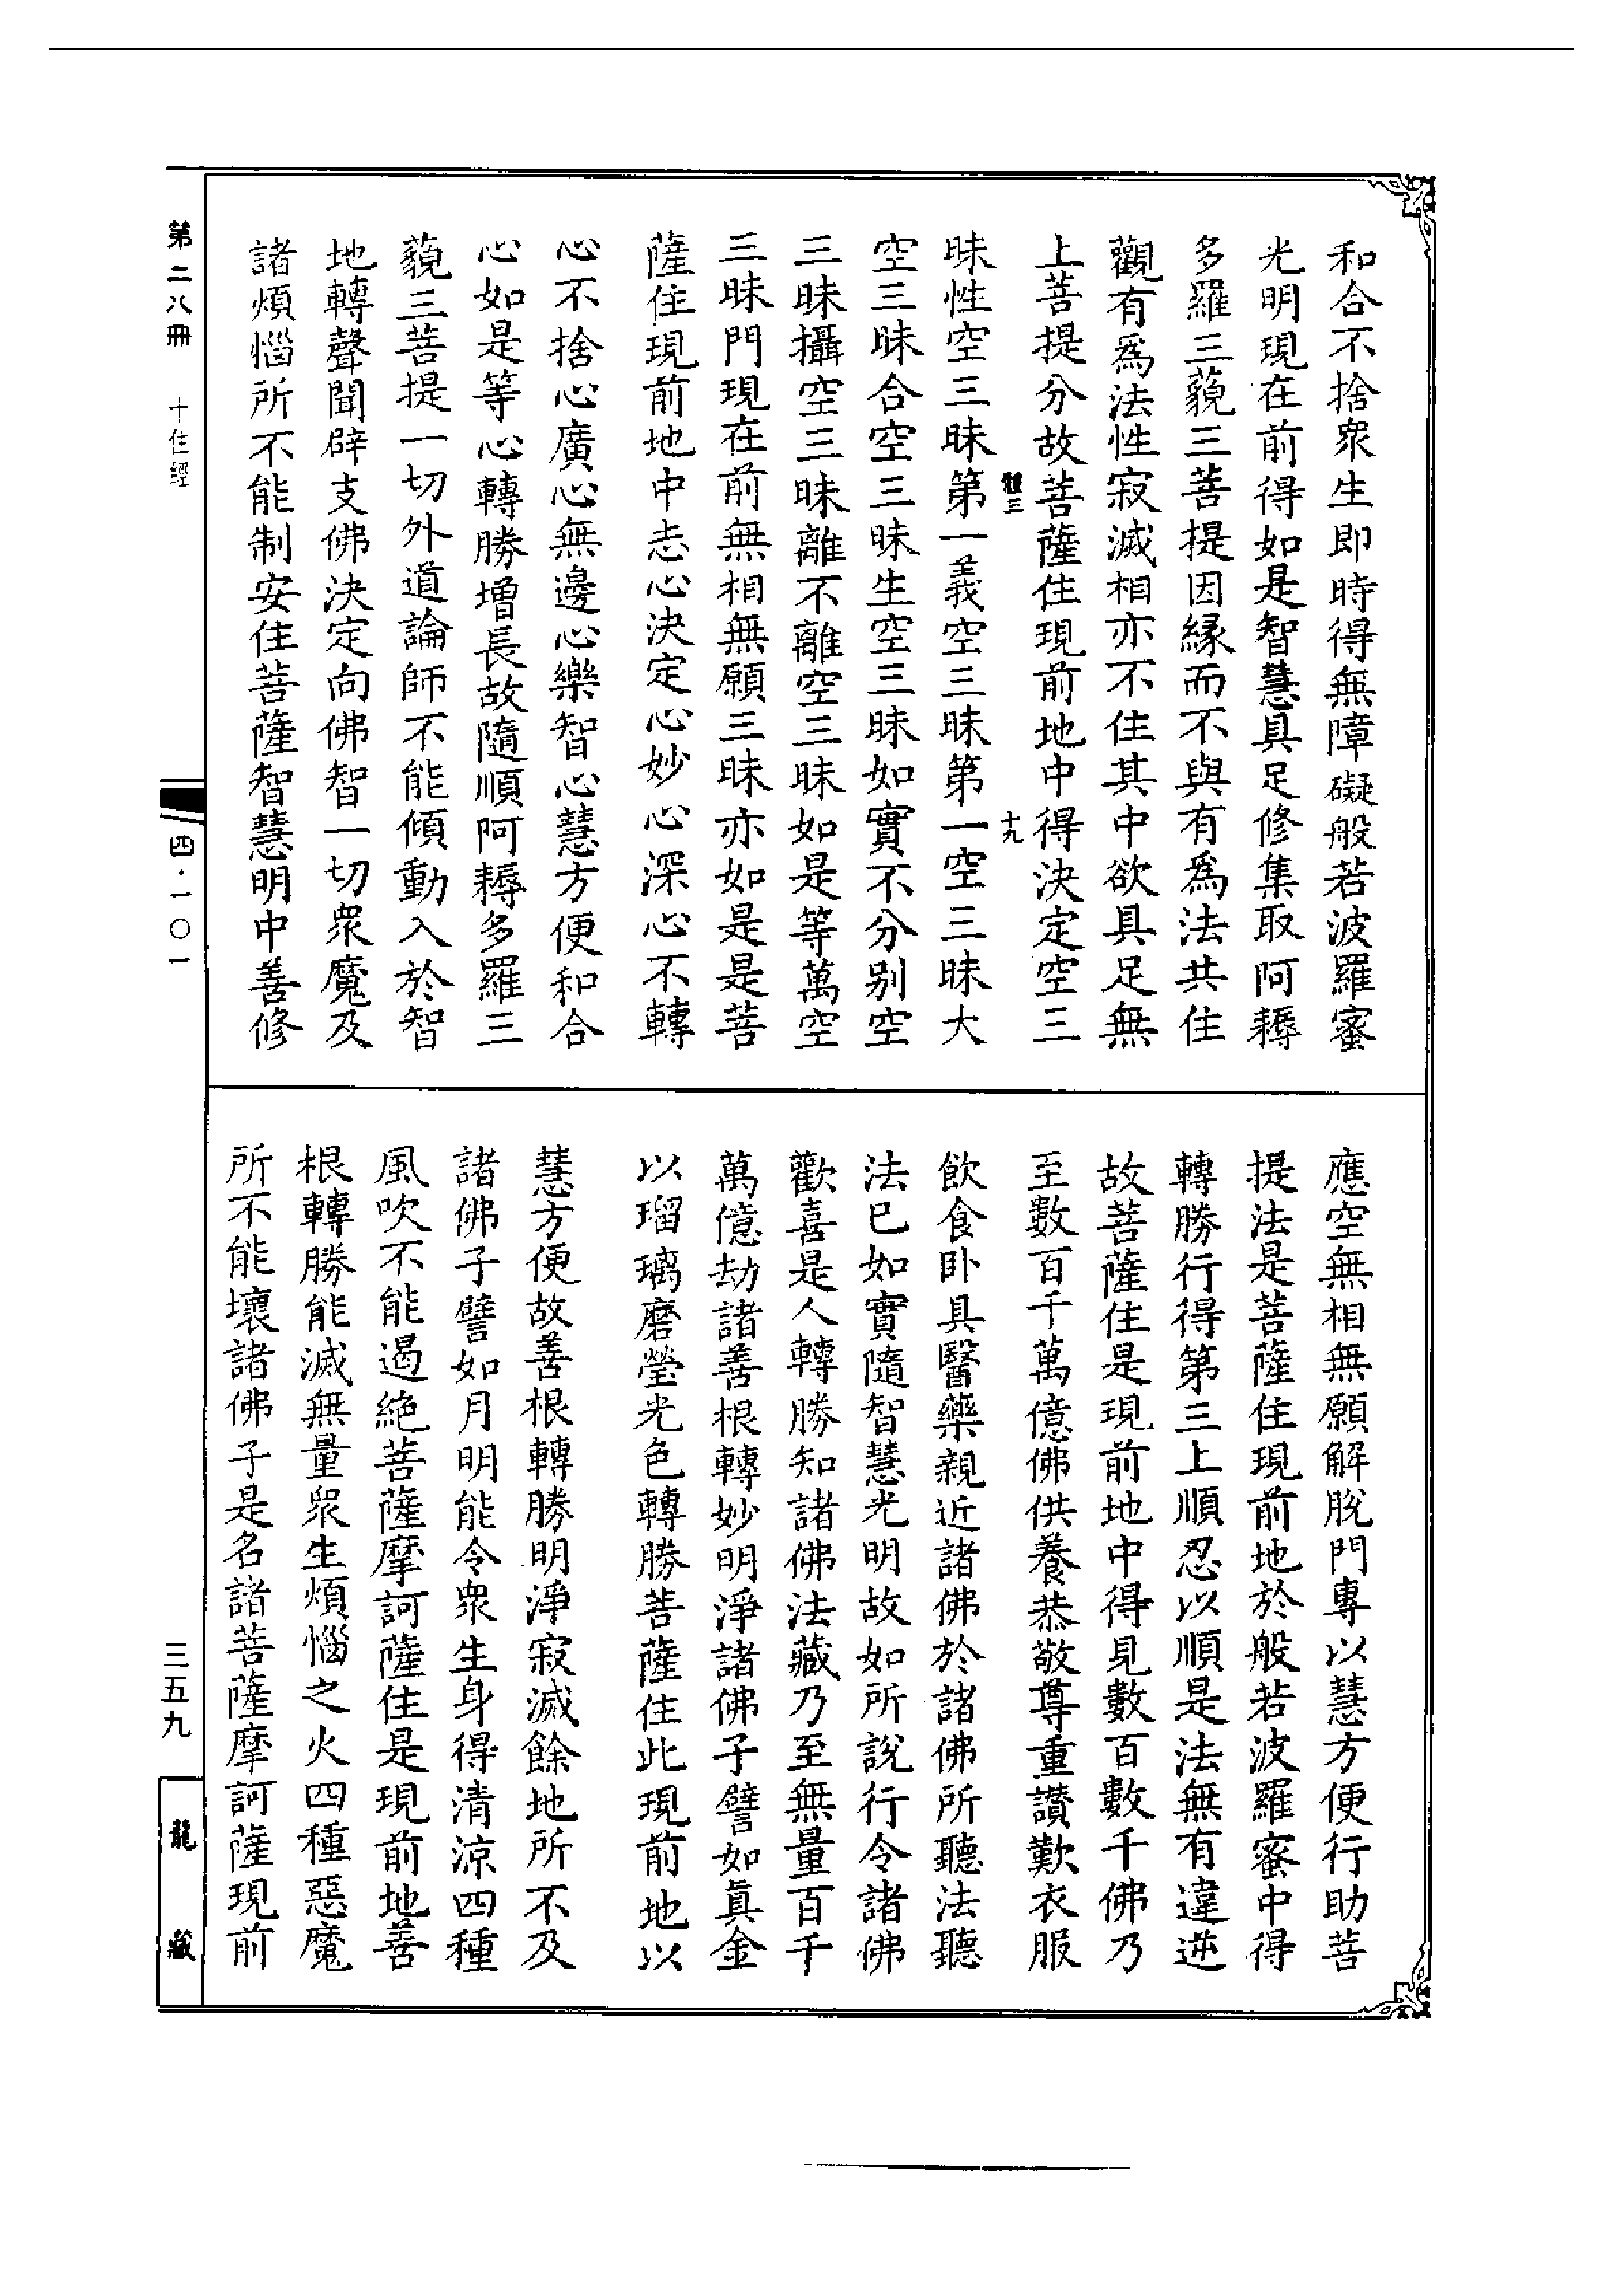 和合不捨衆生即時得無障礙般若波羅蜜
光明現在前得如是智慧具足修集取阿耨
多羅三藐三菩提因緣而不與有為法共住
觀有為法性寂滅相亦不住其中欲具足無
上菩提分故菩薩住現前地中得決定空三
十九
昧性空三昧第一義空三昧第一空三昧大
空三昧合空三昧生空三昧如實不分別空
三昧攝空三昧離不離空三昧如是等萬空
三昧門現在前無相無願三昧亦如是是菩
薩住現前地中志心決定心妙心深心不轉
心不捨心廣心無邊心樂智心慧方便和合
心如是等心轉勝增長故隨順阿耨多羅三
藐三菩提一切外道論師不能傾動入於智
地轉聲聞辟支佛決定向佛智一切衆魔及
諸煩惱所不能制安住菩薩智慧明中善修
應空無相無願解脫門專以慧方便行助菩
提法是菩薩住現前地於般若波羅蜜中得
轉勝行得第三上順忍以順是法無有違逆
故菩薩住是現前地中得見數百數千佛乃
至數百千萬億佛供養恭敬尊重讚歎衣服
飲食卧具醫藥親近諸佛於諸佛所聽法聽
法已如實隨智慧光明故如所說行令諸佛
歡喜是人轉勝知諸佛法藏乃至無量百千
萬億劫諸善根轉妙明淨諸佛子譬如真金
以瑠璃磨瑩光色轉勝菩薩住此現前地以
慧方便故善根轉勝明淨寂滅餘地所不及
諸佛子譬如月明能令衆生身得清涼四種
風吹不能遏絶菩薩摩訶薩住是現前地善
根轉勝能滅無量衆生煩惱之火四種惡魔
所不能壞諸佛子是名諸菩薩摩訶薩現前
第二八冊 十住經
四·一〇一
三五九
龍藏